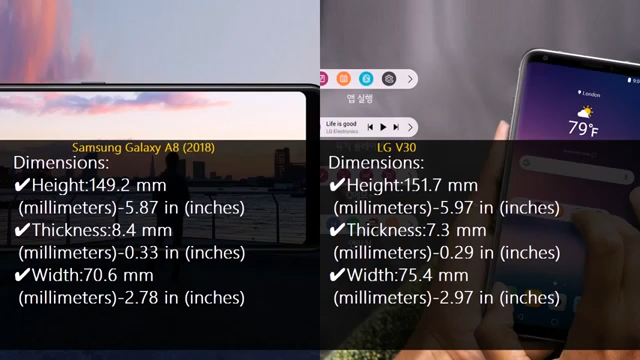 Samsung Galaxy A8 (2018)
Dimensions:
✔Height:149.2 mm
(millimeters)-5.87 in (inches)
✔Thickness:8.4 mm
(millimeters)-0.33 in (inches)
✔Width:70.6 mm
(millimeters)-2.78 in (inches)
앱 실행
Life is good
LG Electronics
London
79°F
LG V30
Dimensions:
✔Height:151.7 mm
(millimeters)-5.97 in (inches)
✔Thickness:7.3 mm
(millimeters)-0.29 in (inches)
✔Width:75.4 mm
(millimeters)-2.97 in (inches)